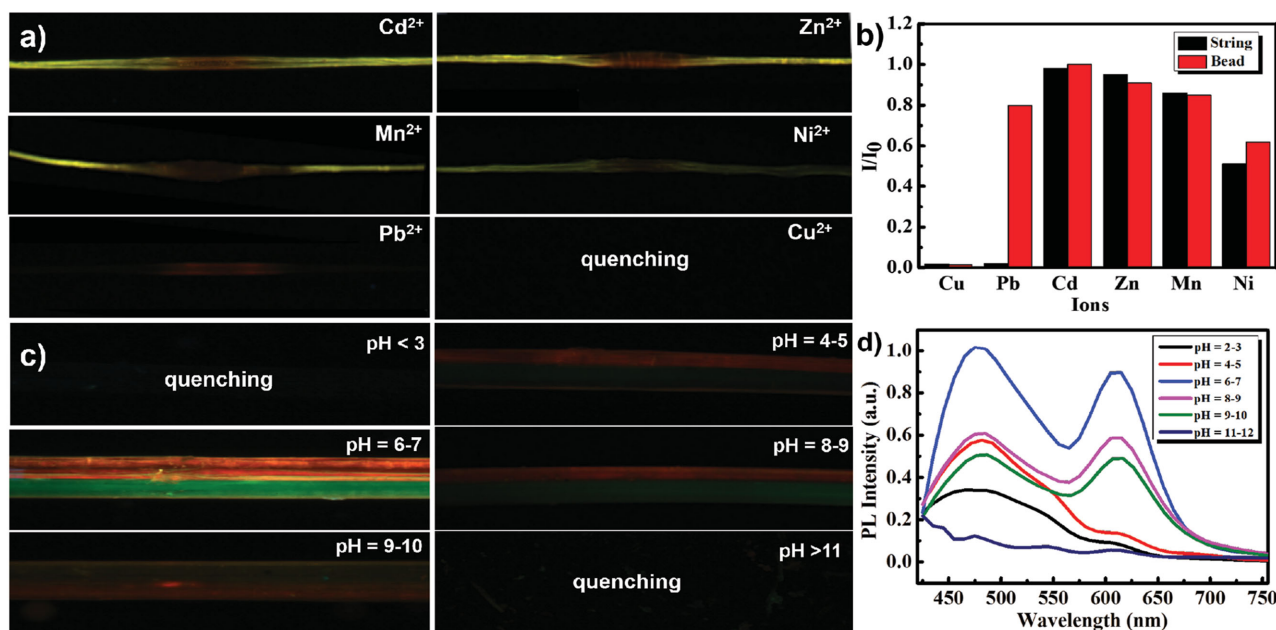 a)
Cd²⁺
Zn²⁺
Mn²⁺
Ni²⁺
Pb²⁺
Cu²⁺
quenching
b)
String
Bead
I/I₀
1.2
1.0
0.8
0.6
0.4
0.2
0.0
Cu Pb Cd Zn Mn Ni
Ions
c)
pH < 3
quenching
pH = 4-5
pH = 6-7
pH = 8-9
pH = 9-10
pH >11
quenching
d)
pH = 2-3
pH = 4-5
pH = 6-7
pH = 8-9
pH = 9-10
pH = 11-12
PL Intensity (a.u.)
1.0
0.8
0.6
0.4
0.2
0.0
450 500 550 600 650 700 750
Wavelength (nm)